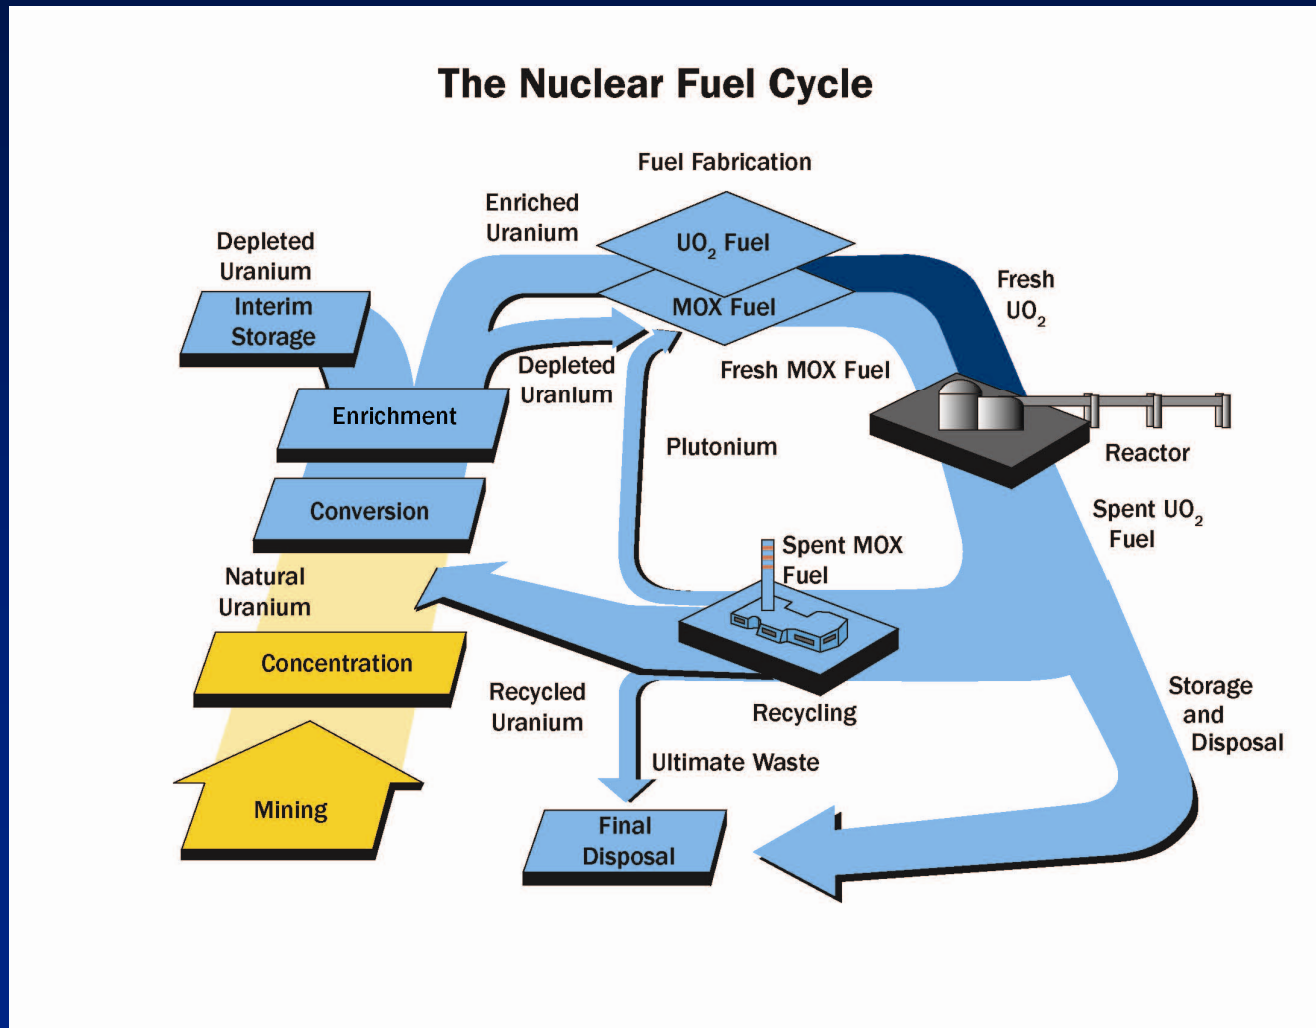 The Nuclear Fuel Cycle
Fuel Fabrication
Enriched
Uranium
UO₂ Fuel
MOX Fuel
Depleted
Uranium
Interim
Storage
Fresh
UO₂
Depleted
Uranium
Fresh MOX Fuel
Enrichment
Plutonium
Reactor
Conversion
Spent UO₂
Fuel
Spent MOX
Fuel
Natural
Uranium
Concentration
Recycled
Uranium
Recycling
Storage
and
Disposal
Ultimate Waste
Mining
Final
Disposal